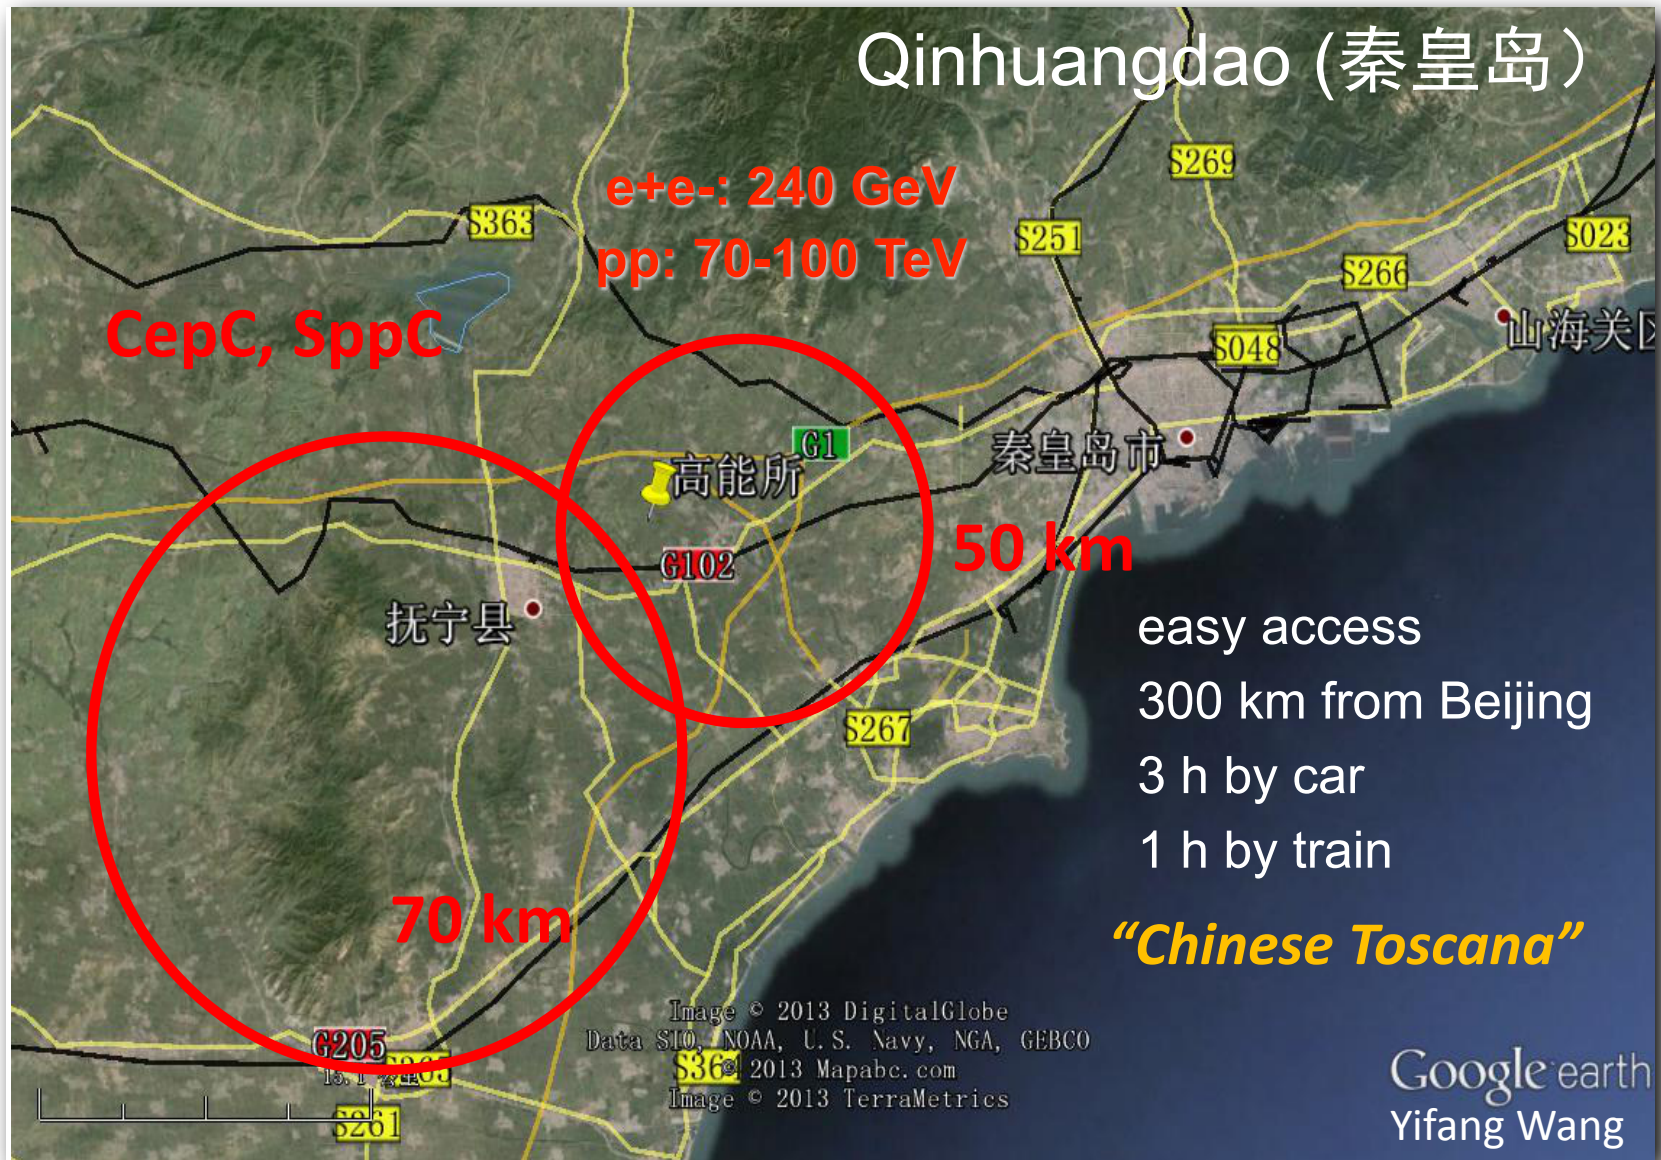 Qinhuangdao (秦皇岛）
e+e-: 240 GeV
pp: 70-100 TeV
S269
S363
S251
S023
S266
CepC, SppC
S048
山海关区
G1
秦皇岛市
高能所
50 km
G102
抚宁县
easy access
300 km from Beijing
S267
3 h by car
1 h by train
70 km
“Chinese Toscana”
Image © 2013 DigitalGlobe
Data SIO, NOAA, U.S. Navy, NGA, GEBCO
G205
© 2013 Mapabc.com
Image © 2013 TerraMetrics
S261
Google earth
Yifang Wang